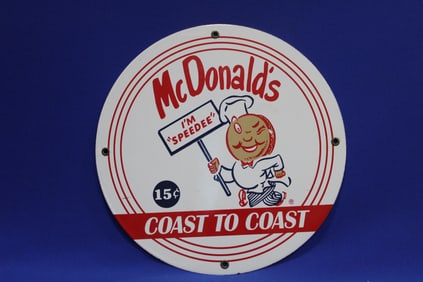 McDonald's
I'M
"SPEEDEE"
15¢
COAST TO COAST
®